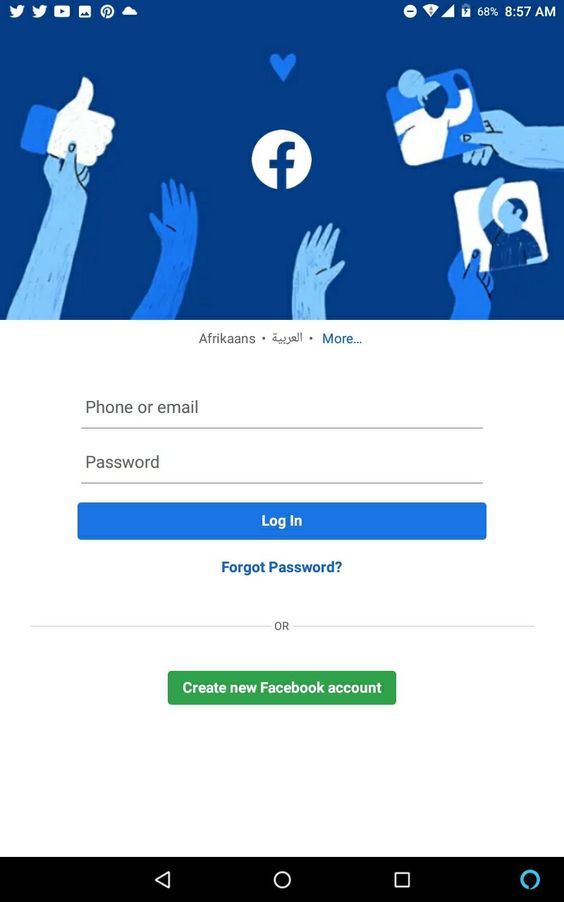 68% 8:57 AM
Afrikaans • العربية • More...
Phone or email
Password
Log In
Forgot Password?
OR
Create new Facebook account